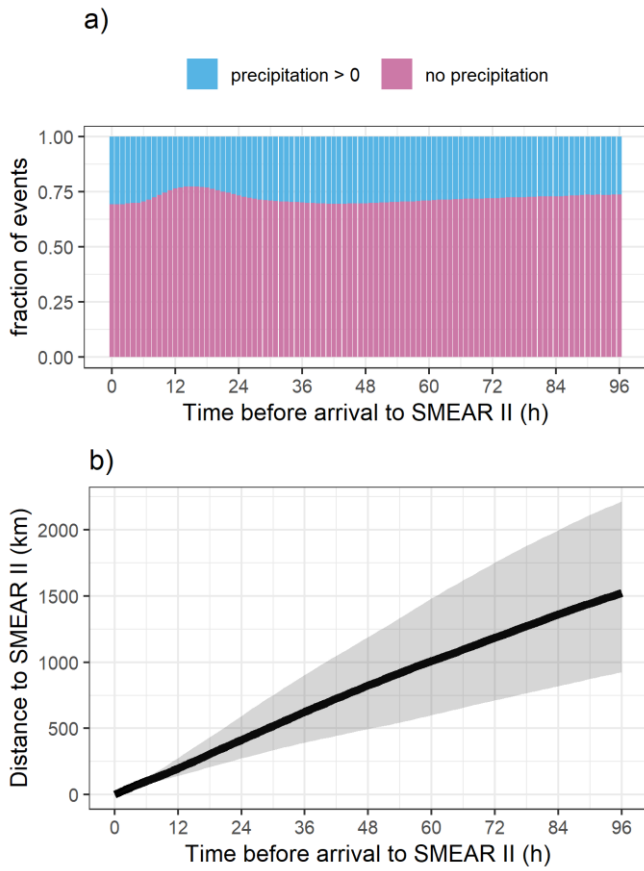 a)
precipitation > 0 no precipitation
fraction of events
1.00
0.75
0.50
0.25
0.00
0 12 24 36 48 60 72 84 96
Time before arrival to SMEAR II (h)
b)
Distance to SMEAR II (km)
2000
1500
1000
500
0
0 12 24 36 48 60 72 84 96
Time before arrival to SMEAR II (h)